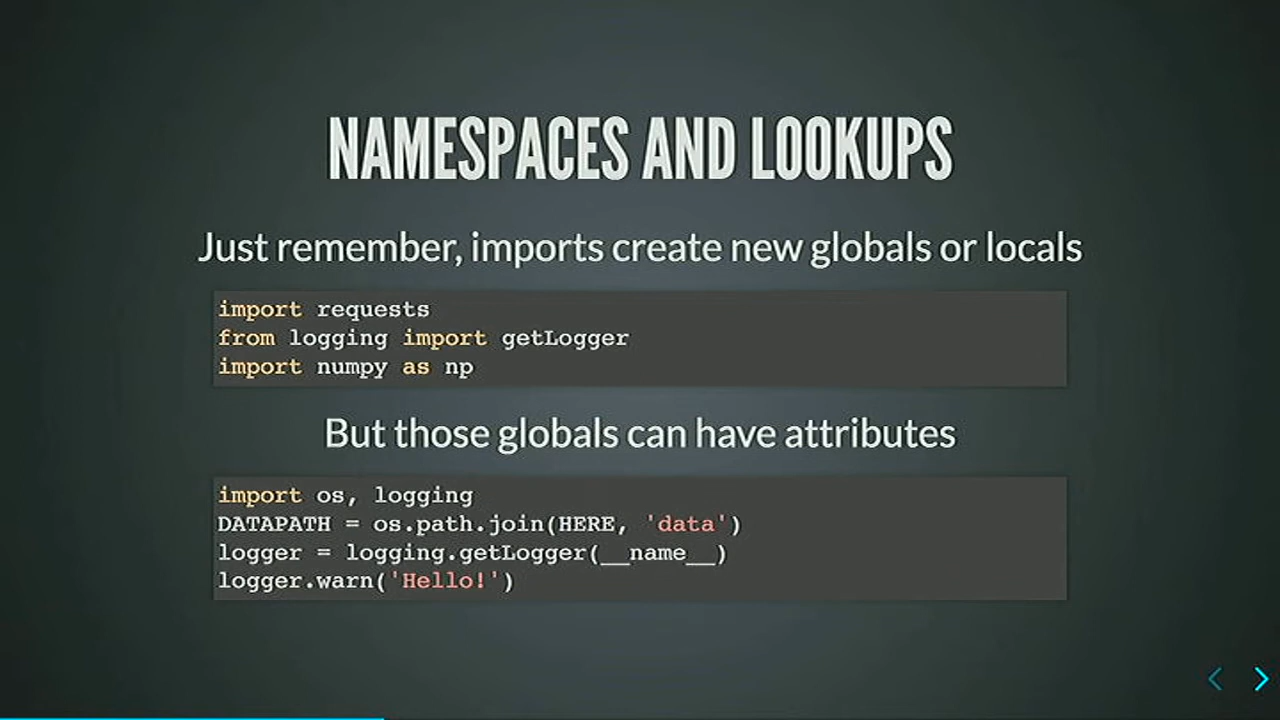 NAMESPACES AND LOOKUPS
Just remember, imports create new globals or locals
import requests
from logging import getLogger
import numpy as np
But those globals can have attributes
import os, logging
DATAPATH = os.path.join(HERE, 'data')
logger = logging.getLogger(__name__)
logger.warn('Hello!')